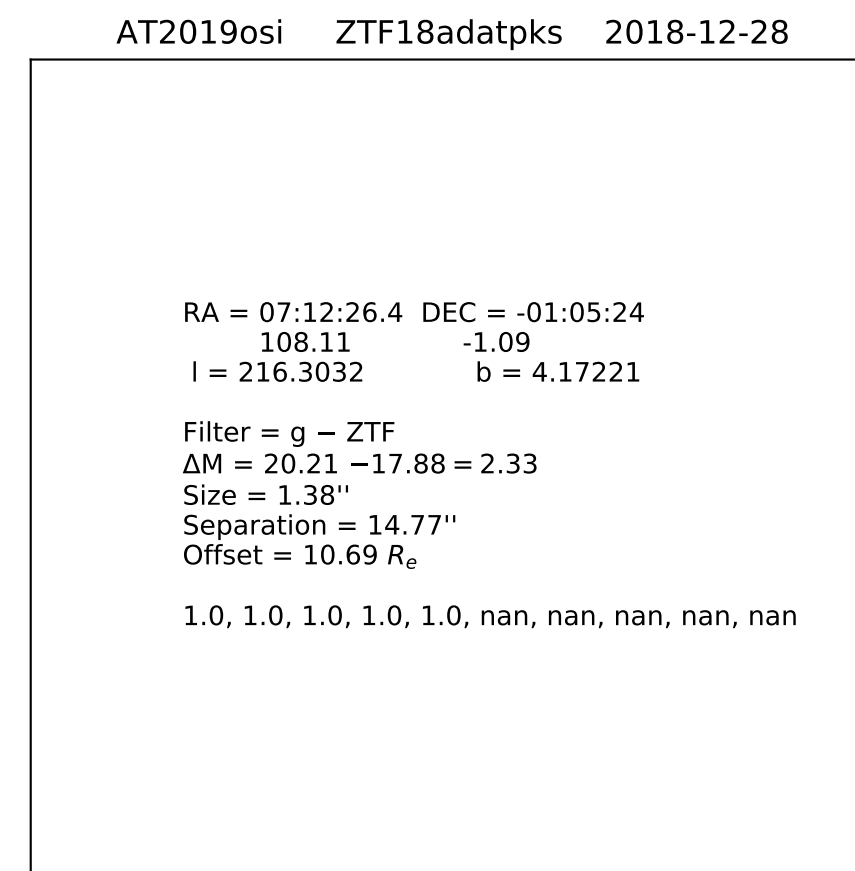 AT2019osi ZTF18adatpks 2018-12-28
RA = 07:12:26.4 DEC = -01:05:24
108.11 -1.09
l = 216.3032 b = 4.17221
Filter = g − ZTF
ΔM = 20.21 −17.88 = 2.33
Size = 1.38''
Separation = 14.77''
Offset = 10.69 Rₑ
1.0, 1.0, 1.0, 1.0, 1.0, nan, nan, nan, nan, nan